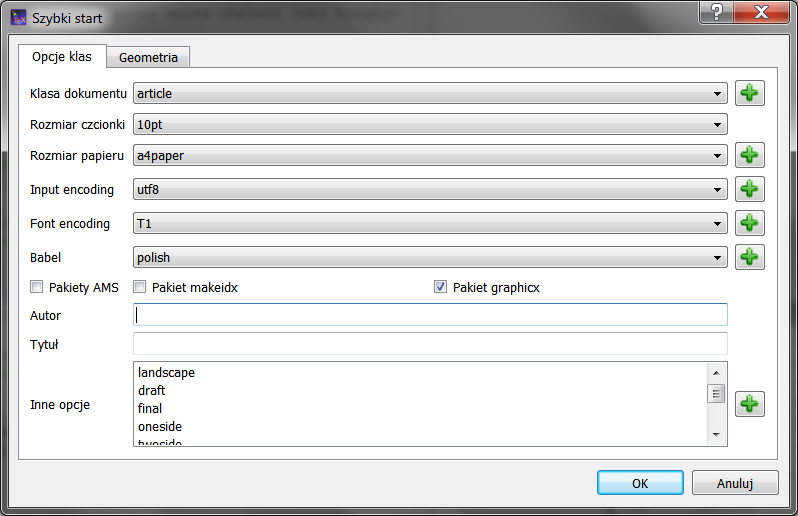 Szybki start
Opcje klas
Geometria
Klasa dokumentu article
Rozmiar czcionki 10pt
Rozmiar papieru a4paper
Input encoding utf8
Font encoding T1
Babel polish
Pakiety AMS Pakiet makeidx Pakiet graphicx
Autor
Tytuł
Inne opcje
landscape
draft
final
oneside
twoside
OK Anuluj